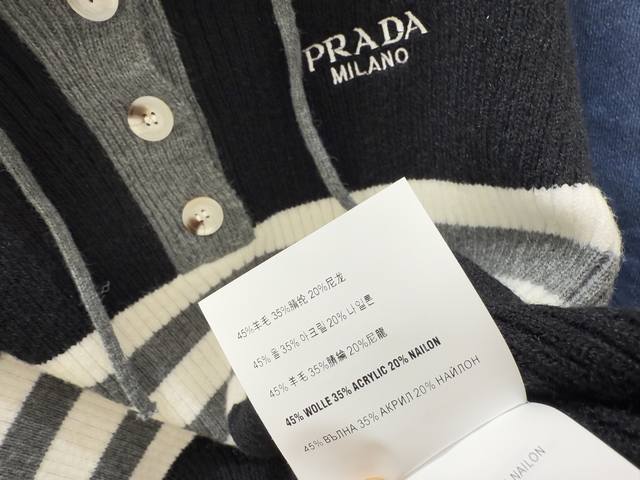 PRADA
MILANO
45%羊毛 35%腈纶 20%尼龙
45% 울 35% 아크릴 20% 나일론
45% 羊毛 35%腈綸 20%尼龍
45% WOLLE 35% ACRYLIC 20% NAILON
45% ВЪЛНА 35% АКРИЛ 20% НАЙЛОН
NAILON